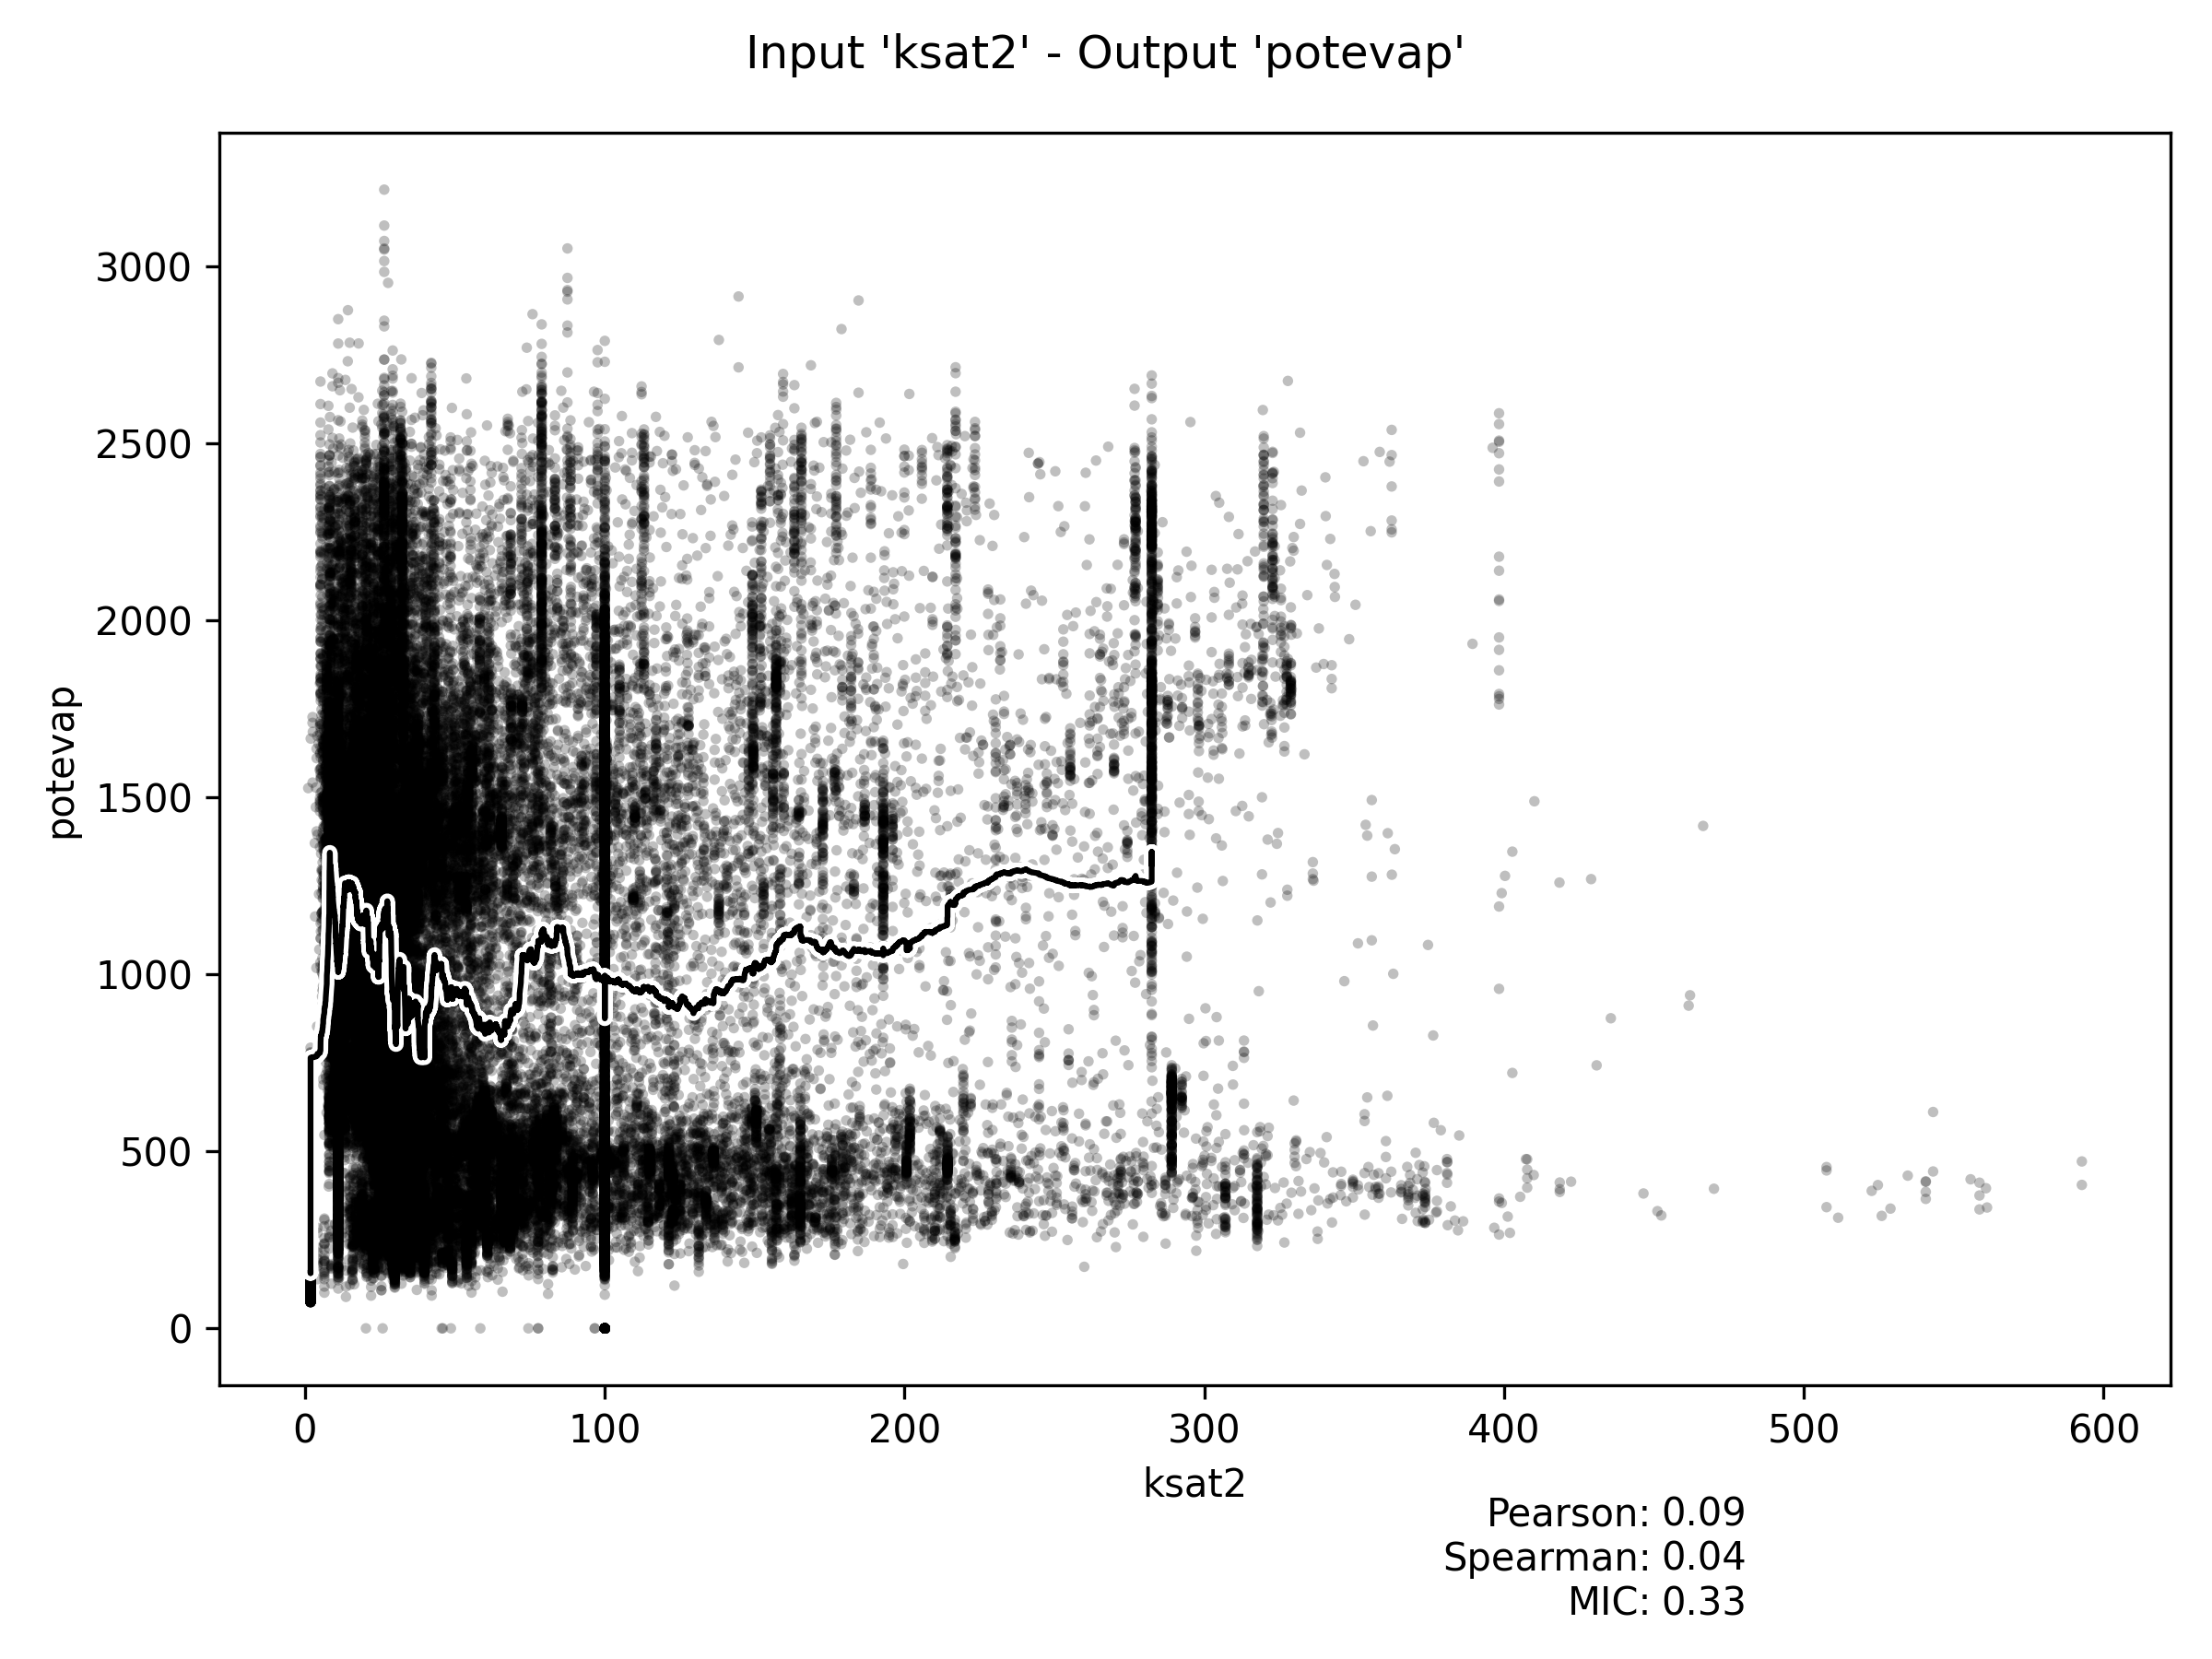 Input 'ksat2' - Output 'potevap'
3000
2500
2000
1500
1000
500
0
potevap
0 100 200 300 400 500 600
ksat2
Pearson: 0.09
Spearman: 0.04
MIC: 0.33